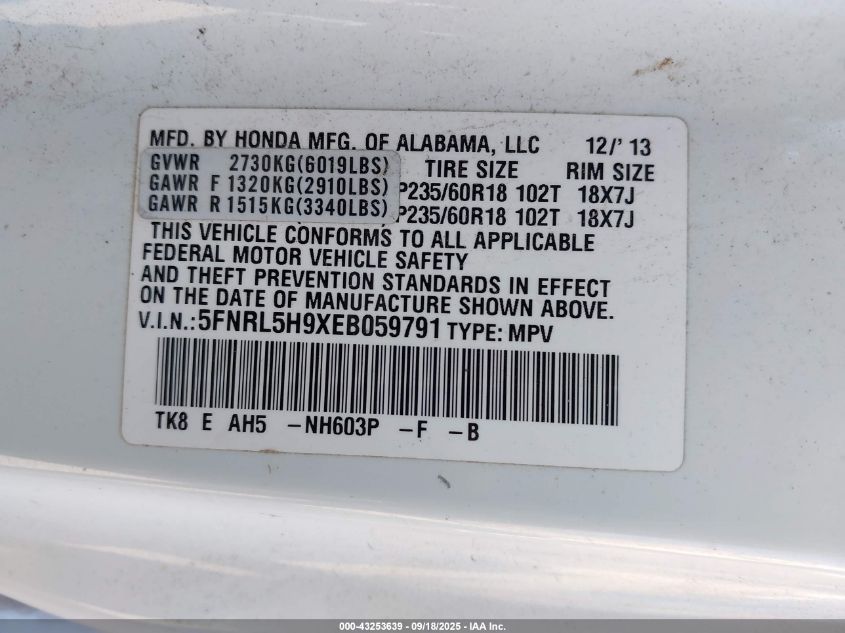 MFD. BY HONDA MFG. OF ALABAMA, LLC 12/'13
GVWR 2730KG(6019LBS) TIRE SIZE RIM SIZE
GAWR F 1320KG(2910LBS) P235/60R18 102T 18X7J
GAWR R 1515KG(3340LBS) P235/60R18 102T 18X7J
THIS VEHICLE CONFORMS TO ALL APPLICABLE
FEDERAL MOTOR VEHICLE SAFETY
AND THEFT PREVENTION STANDARDS IN EFFECT
ON THE DATE OF MANUFACTURE SHOWN ABOVE.
V.I.N.:5FNRL5H9XEB059791 TYPE: MPV
TK8 E AH5 -NH603P -F -B
000-43253639 - 09/18/2025 - IAA Inc.